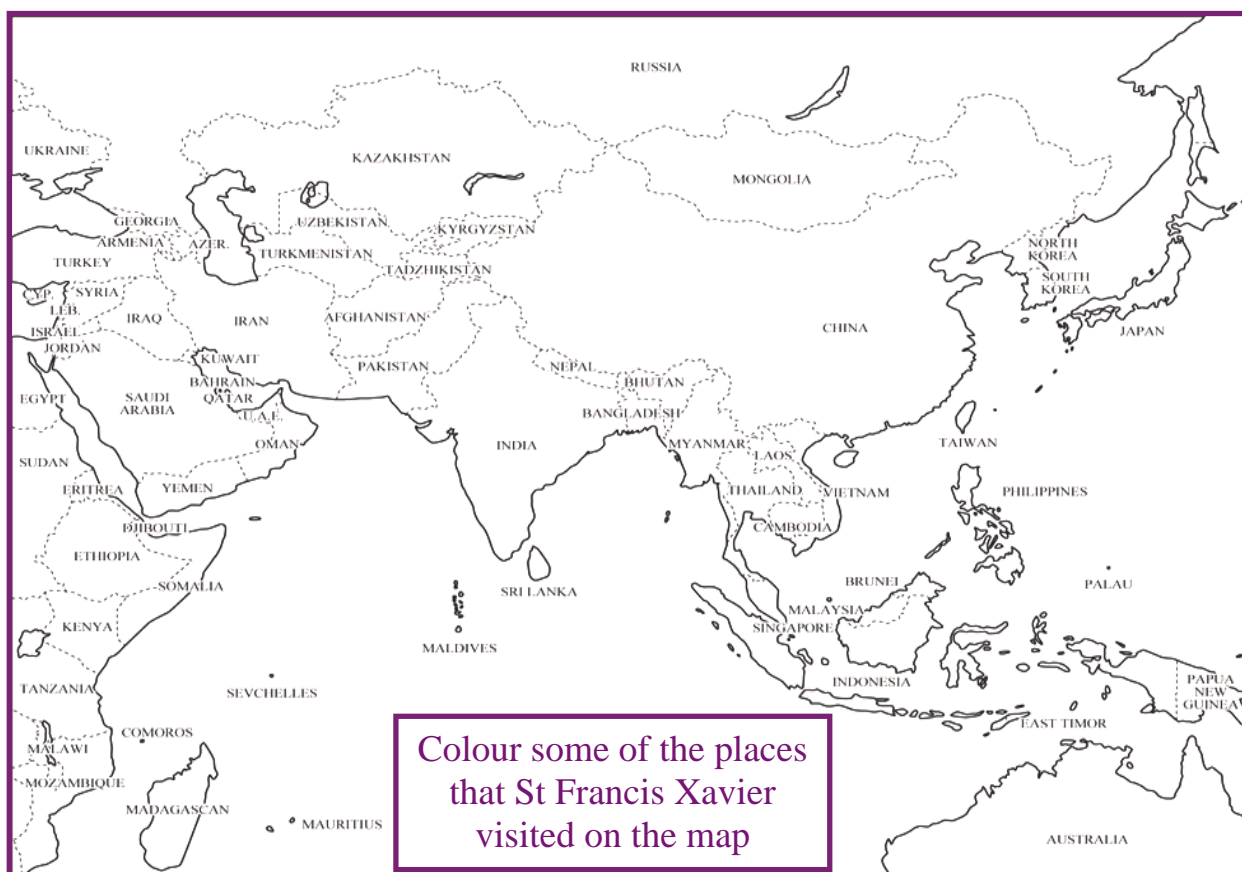 RUSSIA
UKRAINE
KAZAKHSTAN
MONGOLIA
GEORGIA
UZBEKISTAN
KYRGYZSTAN
ARMENIA
AZER.
TURKMENISTAN
NORTH
KOREA
TURKEY
TADZHIKISTAN
SOUTH
KOREA
CYP.
SYRIA
LEB.
IRAQ
IRAN
AFGHANISTAN
CHINA
JAPAN
ISRAEL
JORDAN
KUWAIT
PAKISTAN
NEPAL
BHUTAN
BAHRAIN
EGYPT
SAUDI
ARABIA
QATAR
U.A.E.
BANGLADESH
OMAN
INDIA
MYANMAR
TAIWAN
LAOS
SUDAN
ERITREA
YEMEN
THAILAND
VIETNAM
PHILIPPINES
DJIBOUTI
CAMBODIA
ETHIOPIA
SOMALIA
SRI LANKA
BRUNEI
PALAU
MALAYSIA
KENYA
SINGAPORE
MALDIVES
TANZANIA
SEVCHELLES
INDONESIA
PAPUA
NEW
GUINEA
COMOROS
EAST TIMOR
MALAWI
MOZAMBIQUE
MADAGASCAN
MAURITIUS
AUSTRALIA
Colour some of the places
that St Francis Xavier
visited on the map